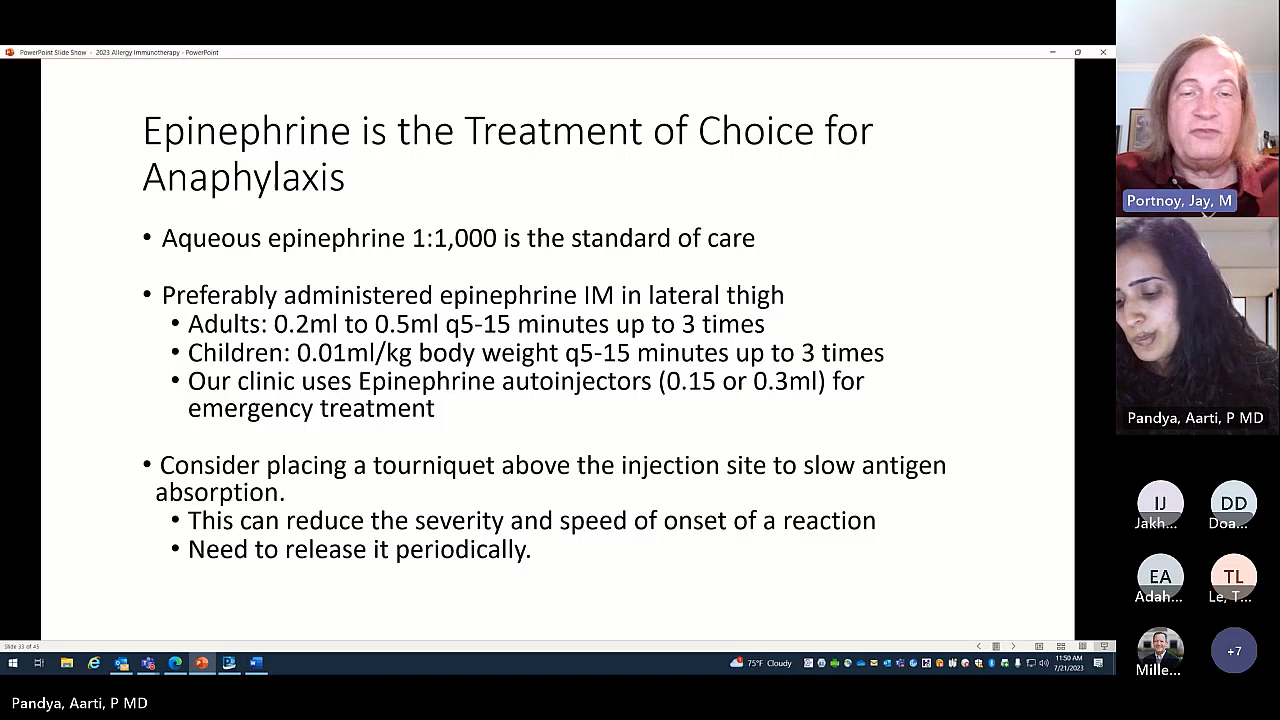 PowerPoint Slide Show - 2023 Allergy Immunotherapy - PowerPoint
Epinephrine is the Treatment of Choice for
Anaphylaxis
• Aqueous epinephrine 1:1,000 is the standard of care
• Preferably administered epinephrine IM in lateral thigh
• Adults: 0.2ml to 0.5ml q5-15 minutes up to 3 times
• Children: 0.01ml/kg body weight q5-15 minutes up to 3 times
• Our clinic uses Epinephrine autoinjectors (0.15 or 0.3ml) for
emergency treatment
• Consider placing a tourniquet above the injection site to slow antigen
absorption.
• This can reduce the severity and speed of onset of a reaction
• Need to release it periodically.
Slide 33 of 45
75°F Cloudy
11:50 AM
7/21/2023
Pandya, Aarti, P MD
Portnoy, Jay, M
Pandya, Aarti, P MD
IJ
Jakh...
DD
Doa...
EA
Adah...
TL
Le, T...
Mille...
+7